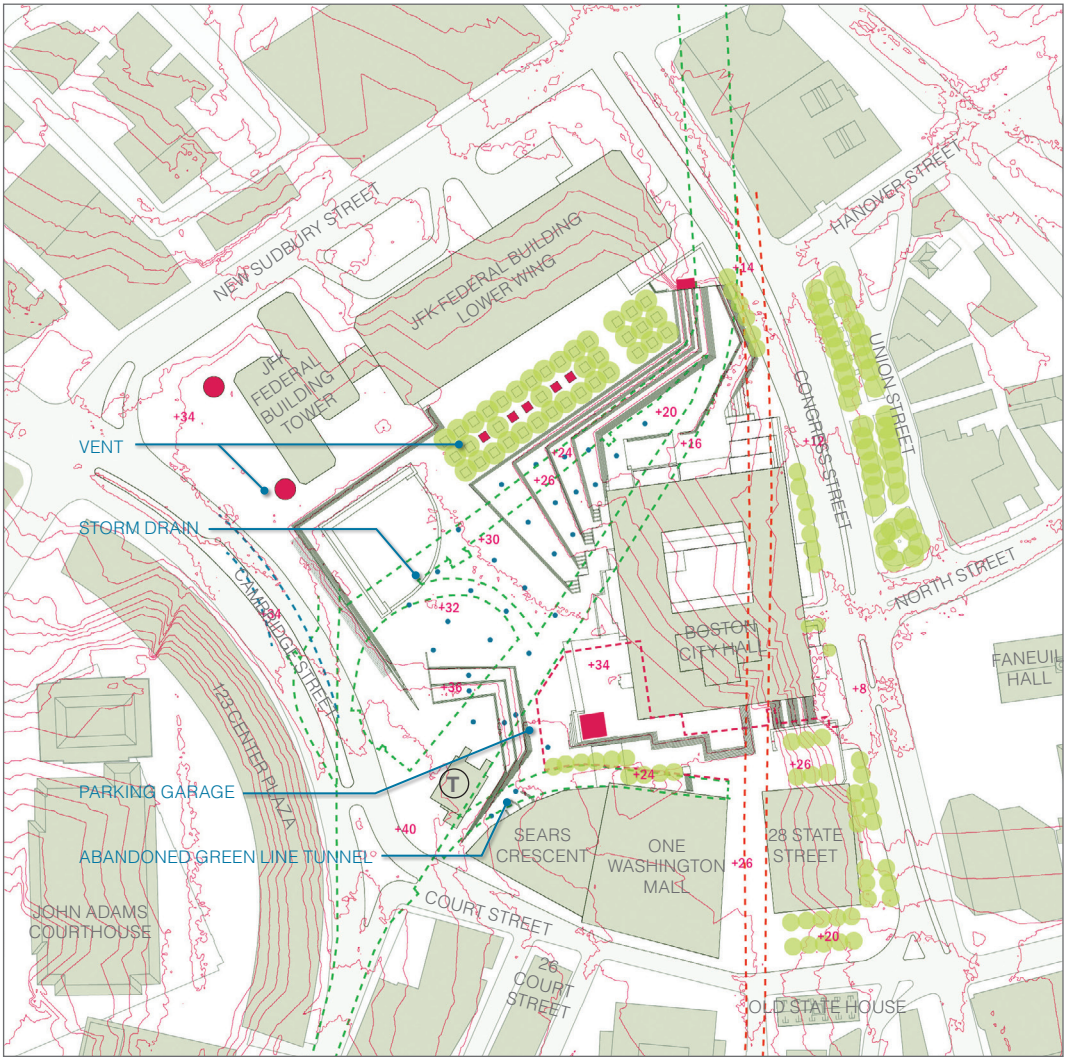 HANOVER STREET
NEW SUDBURY STREET
JFK FEDERAL BUILDING
LOWER WING
+14
JFK
FEDERAL
BUILDING
TOWER
UNION STREET
CONGRESS STREET
+34
+20
+16
+12
VENT
+24
+26
STORM DRAIN
+30
NORTH STREET
CAMBRIDGE STREET
+34
+32
BOSTON
CITY HALL
FANEUIL
HALL
+34
+36
+8
+26
+24
T
PARKING GARAGE
123 CENTER PLAZA
+40
SEARS
CRESCENT
ONE
WASHINGTON
MALL
28 STATE
STREET
ABANDONED GREEN LINE TUNNEL
+26
JOHN ADAMS
COURTHOUSE
COURT STREET
+20
26
COURT
STREET
OLD STATE HOUSE